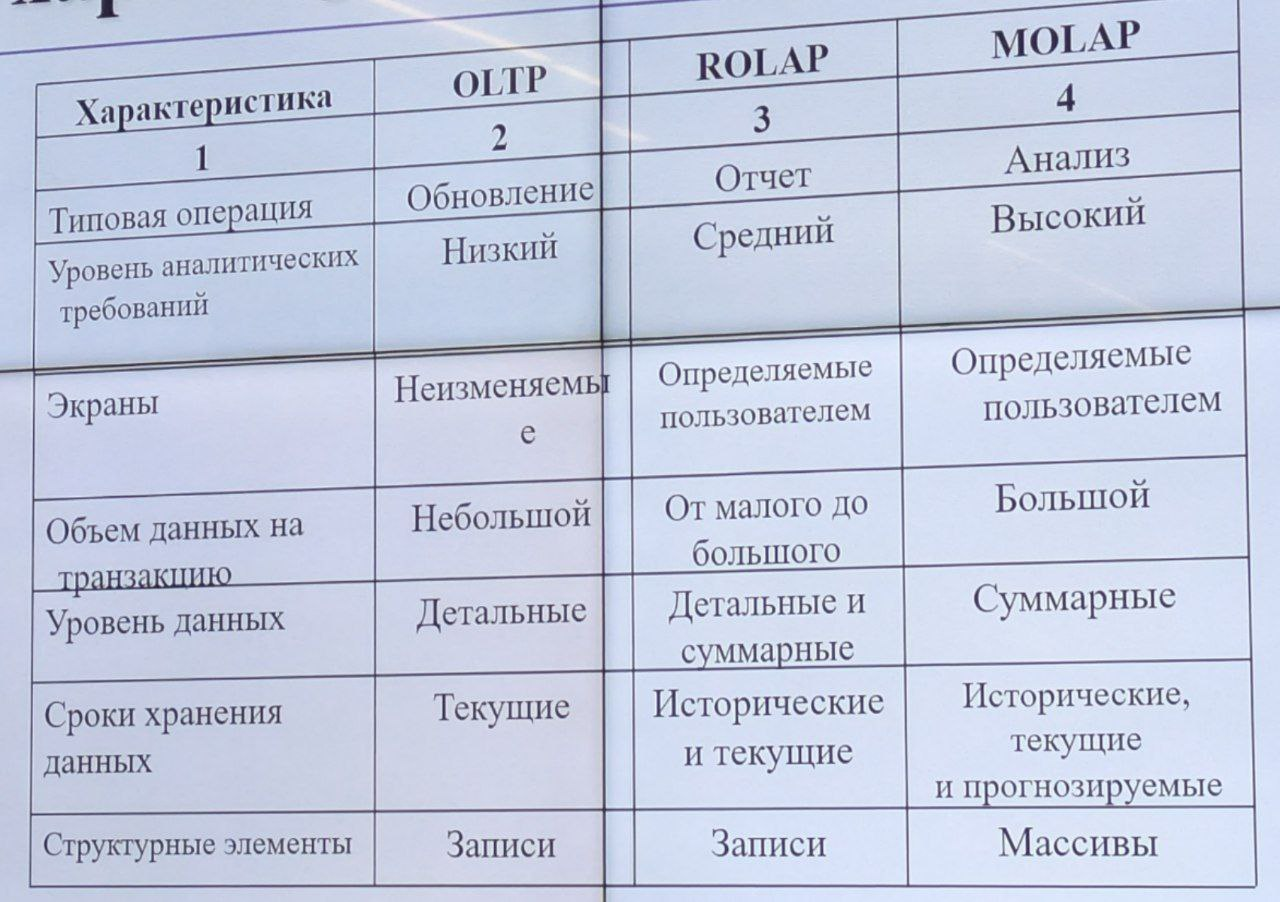 Характеристика OLTP ROLAP MOLAP
1 2 3 4
Типовая операция Обновление Отчет Анализ
Уровень аналитических Низкий Средний Высокий
требований
Экраны Неизменяемы Определяемые Определяемые
е пользователем пользователем
Объем данных на Небольшой От малого до Большой
транзакцию большого
Уровень данных Детальные Детальные и Суммарные
суммарные
Сроки хранения Текущие Исторические Исторические,
данных и текущие текущие
и прогнозируемые
Структурные элементы Записи Записи Массивы